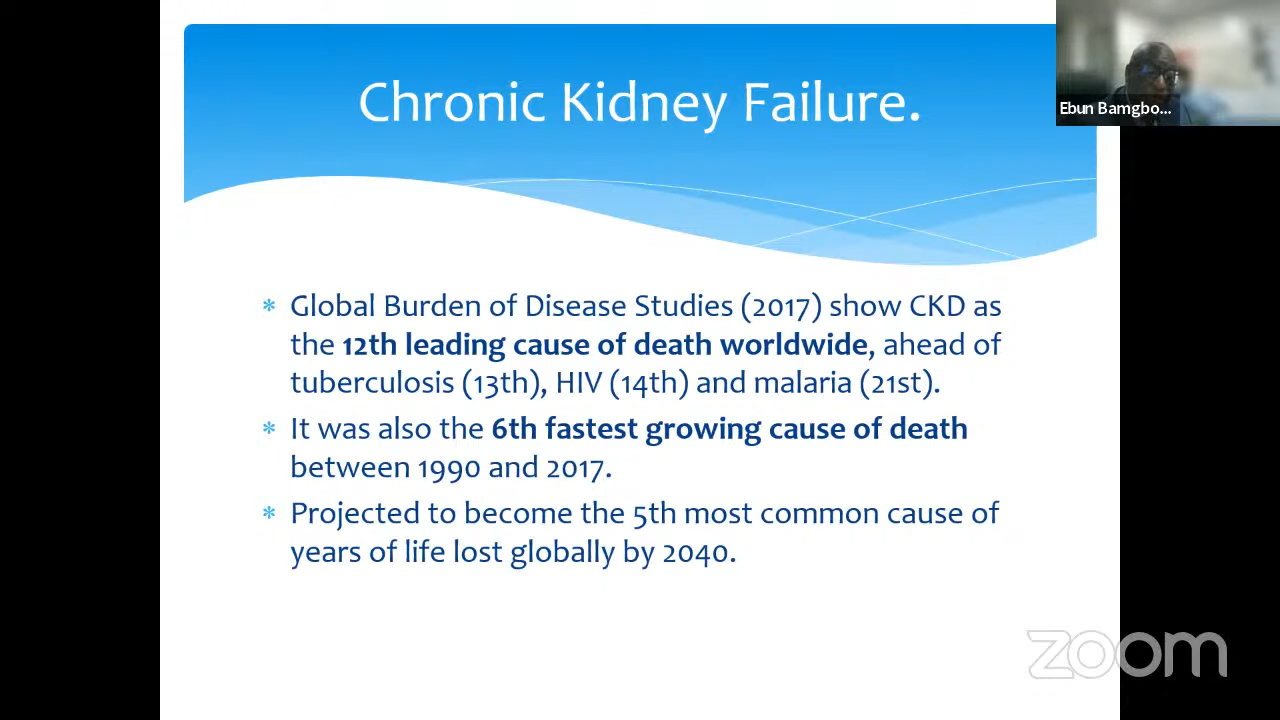 Chronic Kidney Failure.
Ebun Bamgbo...
* Global Burden of Disease Studies (2017) show CKD as
the 12th leading cause of death worldwide, ahead of
tuberculosis (13th), HIV (14th) and malaria (21st).
* It was also the 6th fastest growing cause of death
between 1990 and 2017.
* Projected to become the 5th most common cause of
years of life lost globally by 2040.
zoom